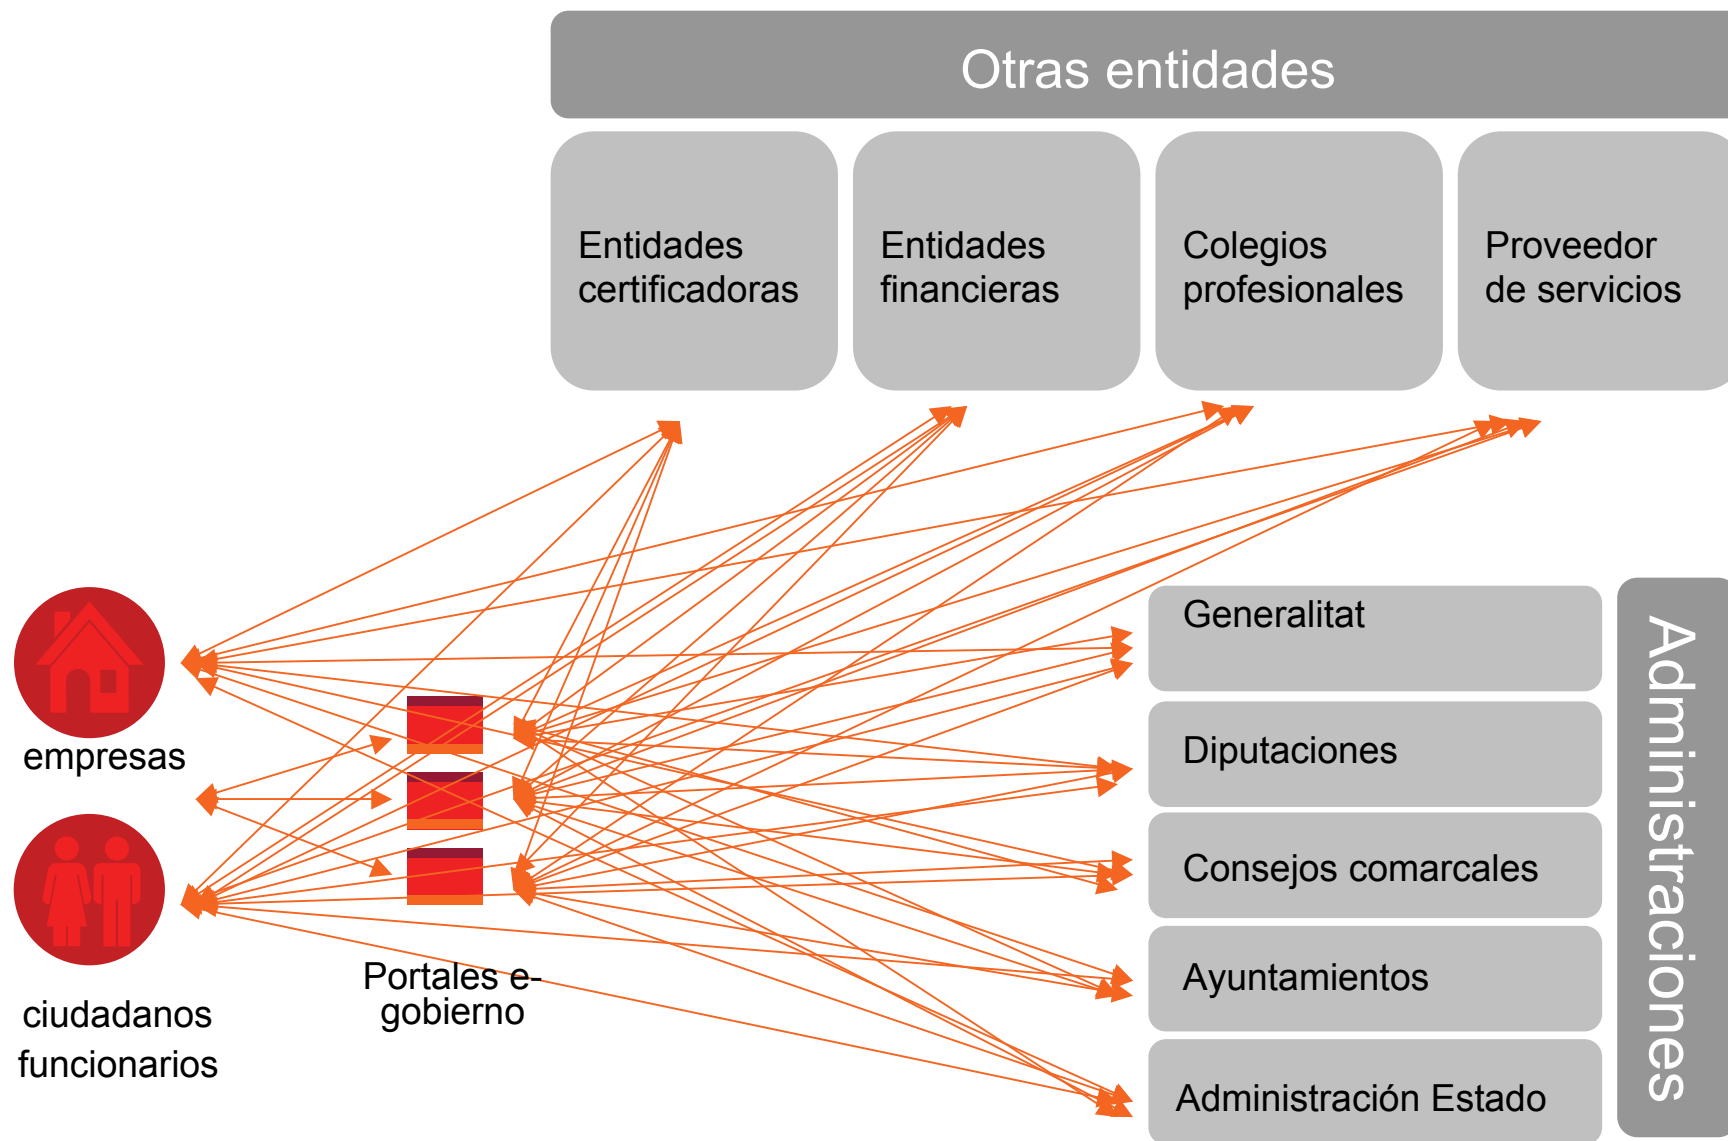 Otras entidades
Entidades
certificadoras
Entidades
financieras
Colegios
profesionales
Proveedor
de servicios
empresas
ciudadanos
funcionarios
Portales e-
gobierno
Generalitat
Diputaciones
Consejos comarcales
Ayuntamientos
Administración Estado
Administraciones